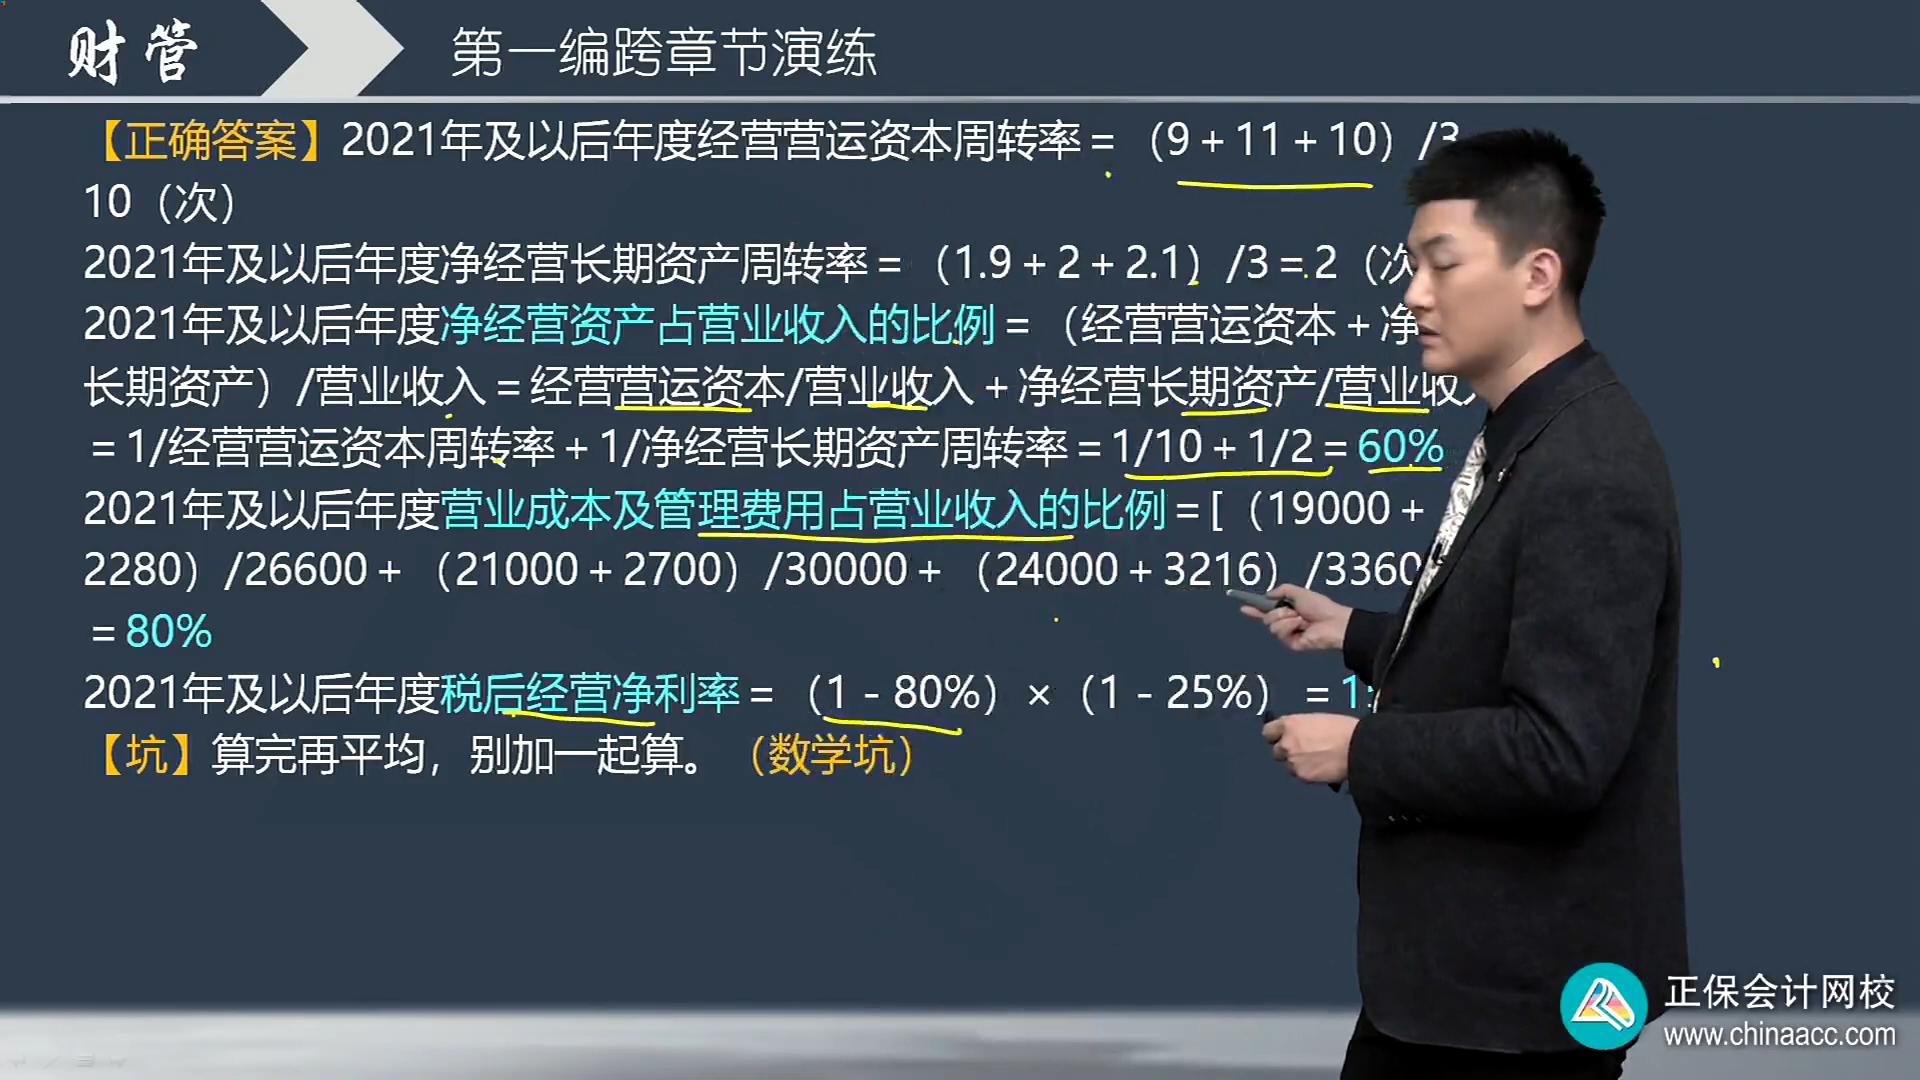 财管
第一编跨章节演练
【正确答案】2021年及以后年度经营营运资本周转率=（9+11+10）/3
10（次）
2021年及以后年度净经营长期资产周转率=（1.9+2+2.1）/3=2（次
2021年及以后年度净经营资产占营业收入的比例=（经营营运资本+净
长期资产）/营业收入=经营营运资本/营业收入+净经营长期资产/营业收入
=1/经营营运资本周转率+1/净经营长期资产周转率=1/10+1/2=60%
2021年及以后年度营业成本及管理费用占营业收入的比例=[（19000+
2280）/26600+（21000+2700）/30000+（24000+3216）/3360
=80%
2021年及以后年度税后经营净利率=（1-80%）×（1-25%）=1
【坑】算完再平均，别加一起算。（数学坑）
正保会计网校
www.chinaacc.com